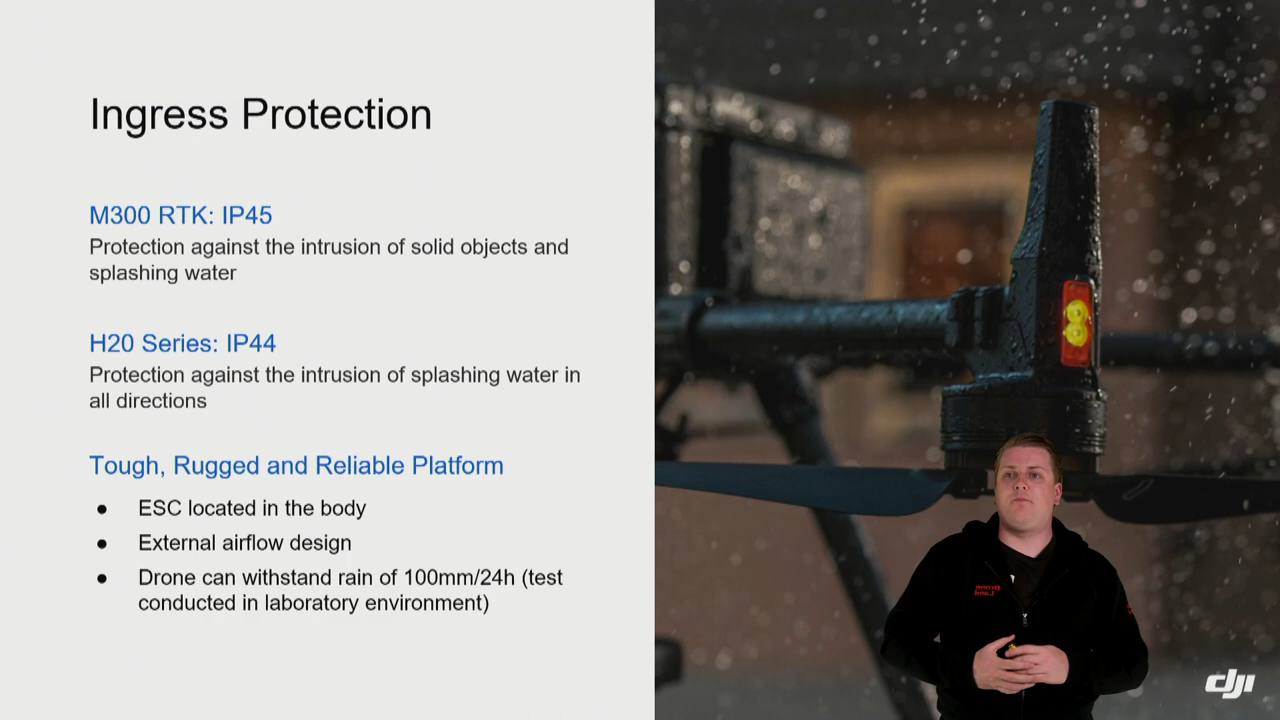 Ingress Protection
M300 RTK: IP45
Protection against the intrusion of solid objects and
splashing water
H20 Series: IP44
Protection against the intrusion of splashing water in
all directions
Tough, Rugged and Reliable Platform
● ESC located in the body
● External airflow design
● Drone can withstand rain of 100mm/24h (test
conducted in laboratory environment)
dji